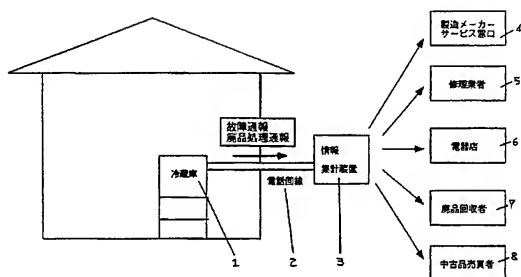 製造メーカー
サービス窓口
4
修理業者
5
故障通報
廃品処理通報
情報
集計装置
電器店
6
冷蔵庫
電話回線
廃品回収者
7
1
2
3
中古品売買者
8